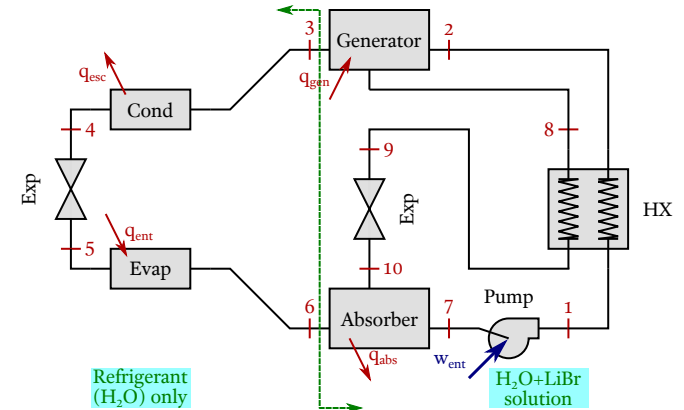 3
Generator
2
q_esc
q_gen
Cond
4
9
8
Exp
Exp
HX
q_ent
5
10
Evap
Pump
6
Absorber
7
1
q_abs
w_ent
Refrigerant
(H₂O) only
H₂O+LiBr
solution